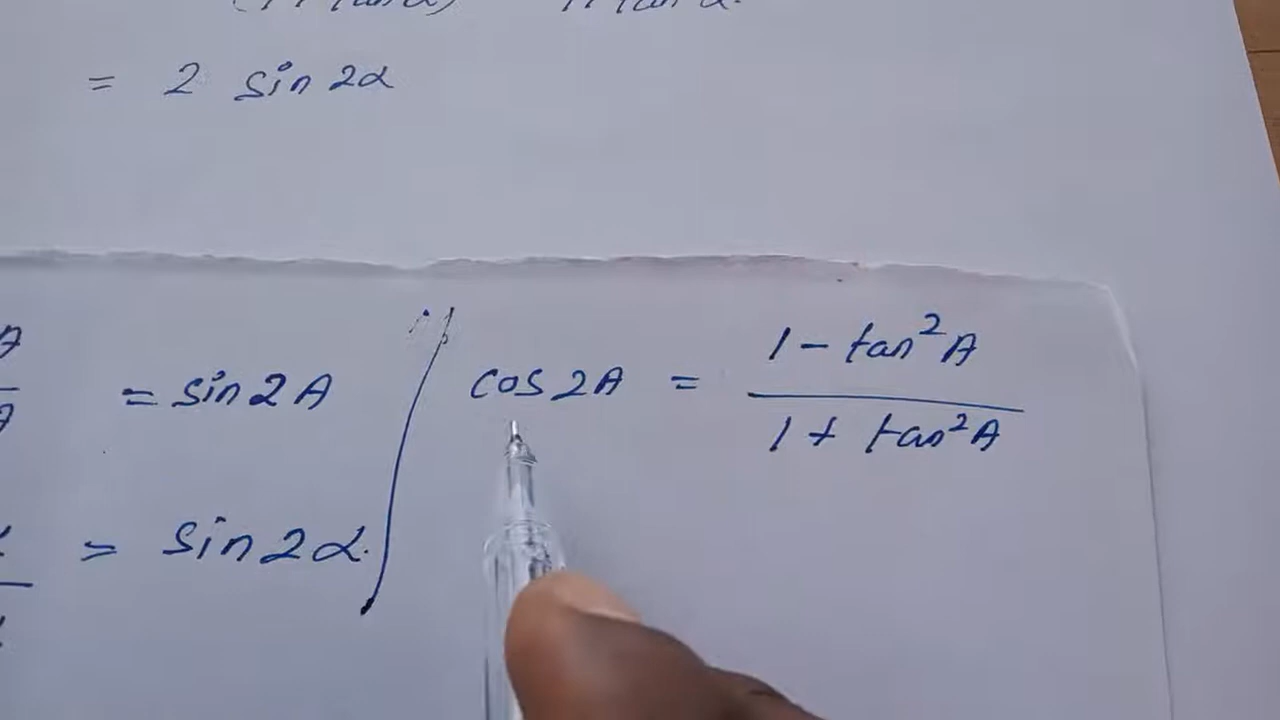 = 2 sin 2α
= sin 2A
cos 2A = 1 - tan²A
1 + tan²A
= sin 2α.